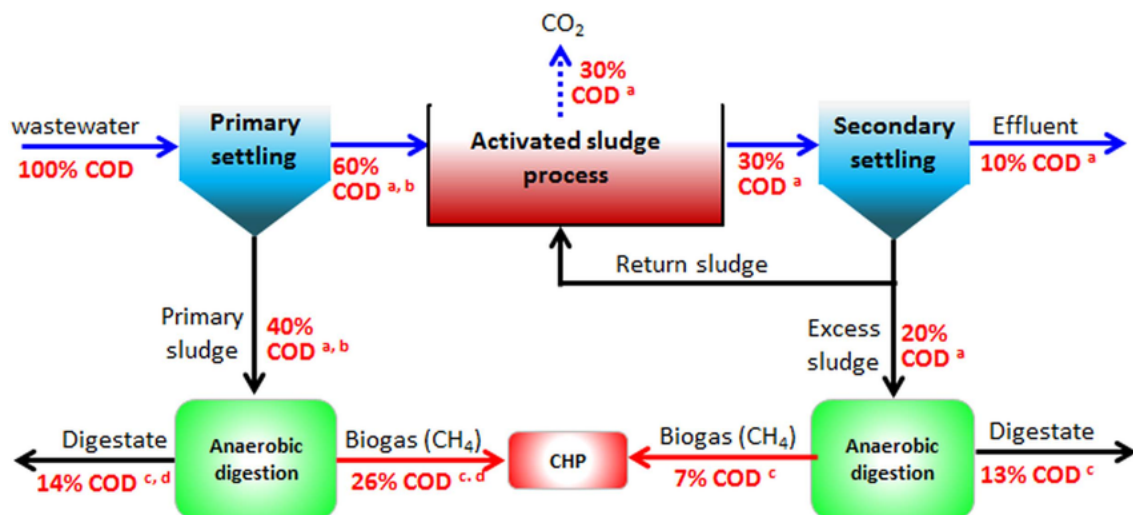 CO₂
30%
COD ᵃ
wastewater
100% COD
Primary
settling
60%
COD ᵃ, ᵇ
Activated sludge
process
30%
COD ᵃ
Secondary
settling
Effluent
10% COD ᵃ
Return sludge
Primary
sludge
40%
COD ᵃ, ᵇ
Excess
sludge
20%
COD ᵃ
Digestate
14% COD ᶜ, ᵈ
Anaerobic
digestion
Biogas (CH₄)
26% COD ᶜ. ᵈ
CHP
Biogas (CH₄)
7% COD ᶜ
Anaerobic
digestion
Digestate
13% COD ᶜ